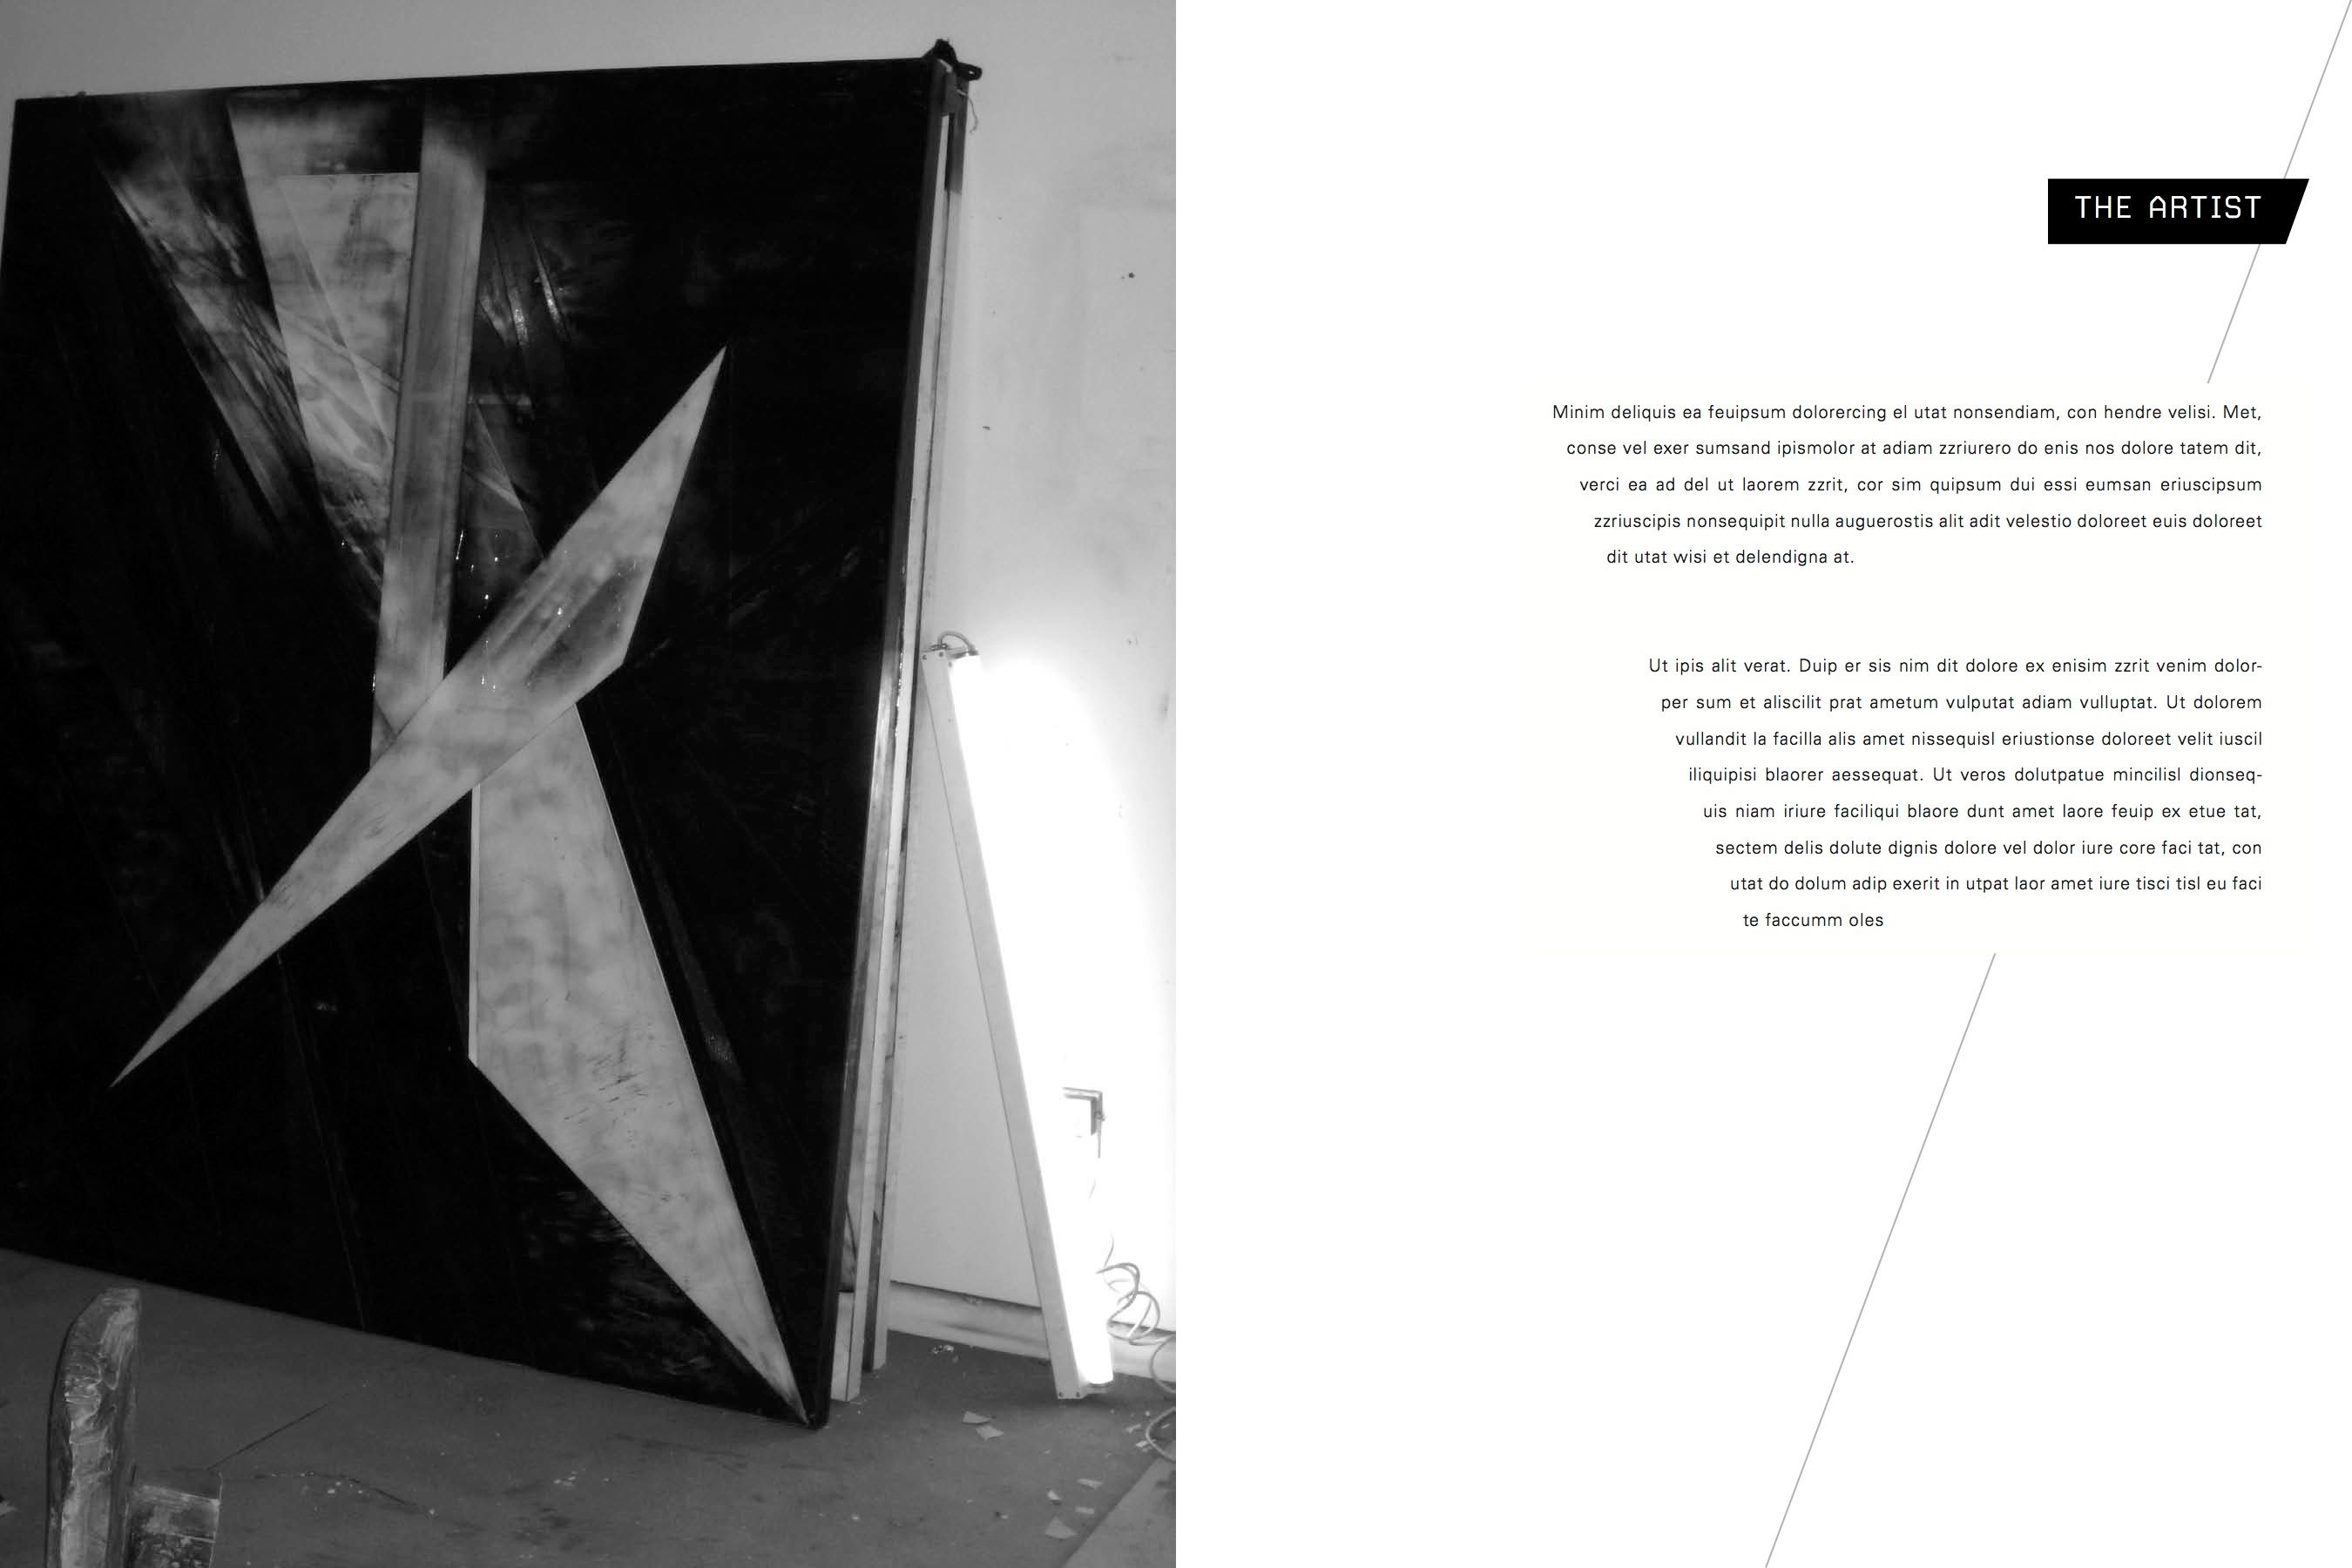 THE ARTIST
Minim deliquis ea feuipsum dolorercing el utat nonsendiam, con hendre velisi. Met,
conse vel exer sumsand ipismolor at adiam zzriurero do enis nos dolore tatem dit,
verci ea ad del ut laorem zzrit, cor sim quipsum dui essi eumsan eriuscipsum
zzriuscipis nonsequipit nulla auguerostis alit adit velestio doloreet euis doloreet
dit utat wisi et delendigna at.
Ut ipis alit verat. Duip er sis nim dit dolore ex enisim zzrit venim dolor-
per sum et aliscilit prat ametum vulputat adiam vulluptat. Ut dolorem
vullandit la facilla alis amet nissequisl eriustionse doloreet velit iuscil
iliquipisi blaorer aessequat. Ut veros dolutpatue mincilisl dionseq-
uis niam iriure faciliqui blaore dunt amet laore feuip ex etue tat,
sectem delis dolute dignis dolore vel dolor iure core faci tat, con
utat do dolum adip exerit in utpat laor amet iure tisci tisl eu faci
te faccumm oles